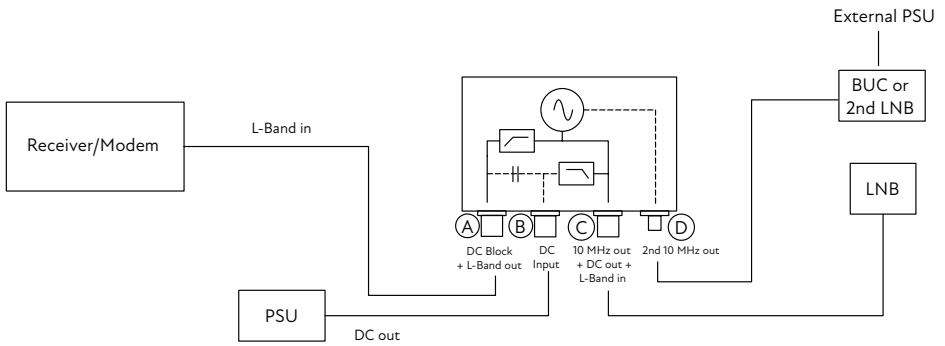 External PSU
BUC or
2nd LNB
Receiver/Modem
L-Band in
LNB
A
B
C
D
DC Block
+ L-Band out
DC
Input
10 MHz out
+ DC out +
L-Band in
2nd 10 MHz out
PSU
DC out